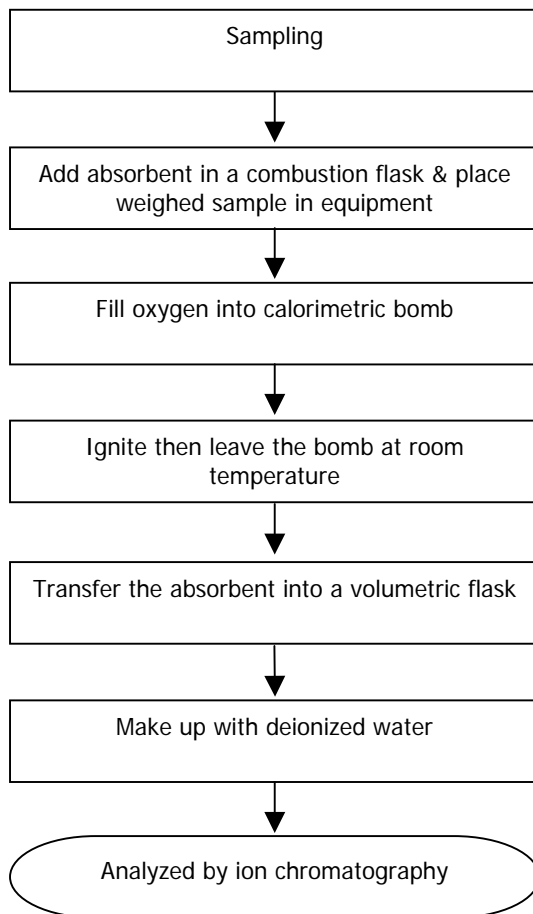 Sampling
Add absorbent in a combustion flask & place
weighed sample in equipment
Fill oxygen into calorimetric bomb
Ignite then leave the bomb at room
temperature
Transfer the absorbent into a volumetric flask
Make up with deionized water
Analyzed by ion chromatography